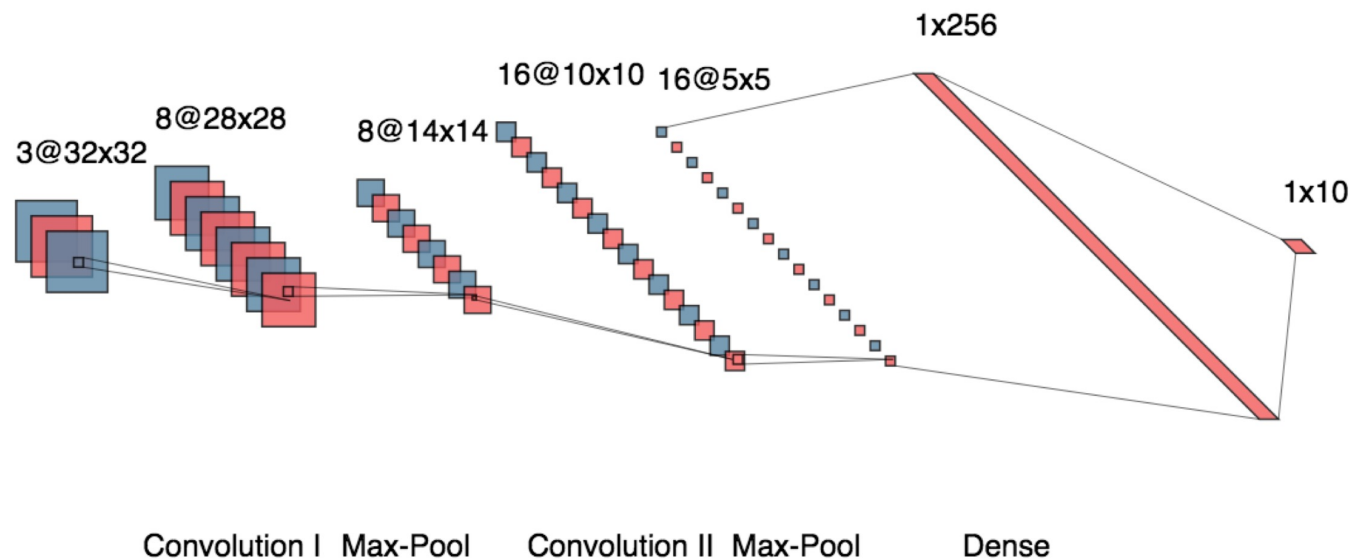 3@32x32
8@28x28
8@14x14
16@10x10
16@5x5
1x256
1x10
Convolution I
Max-Pool
Convolution II
Max-Pool
Dense